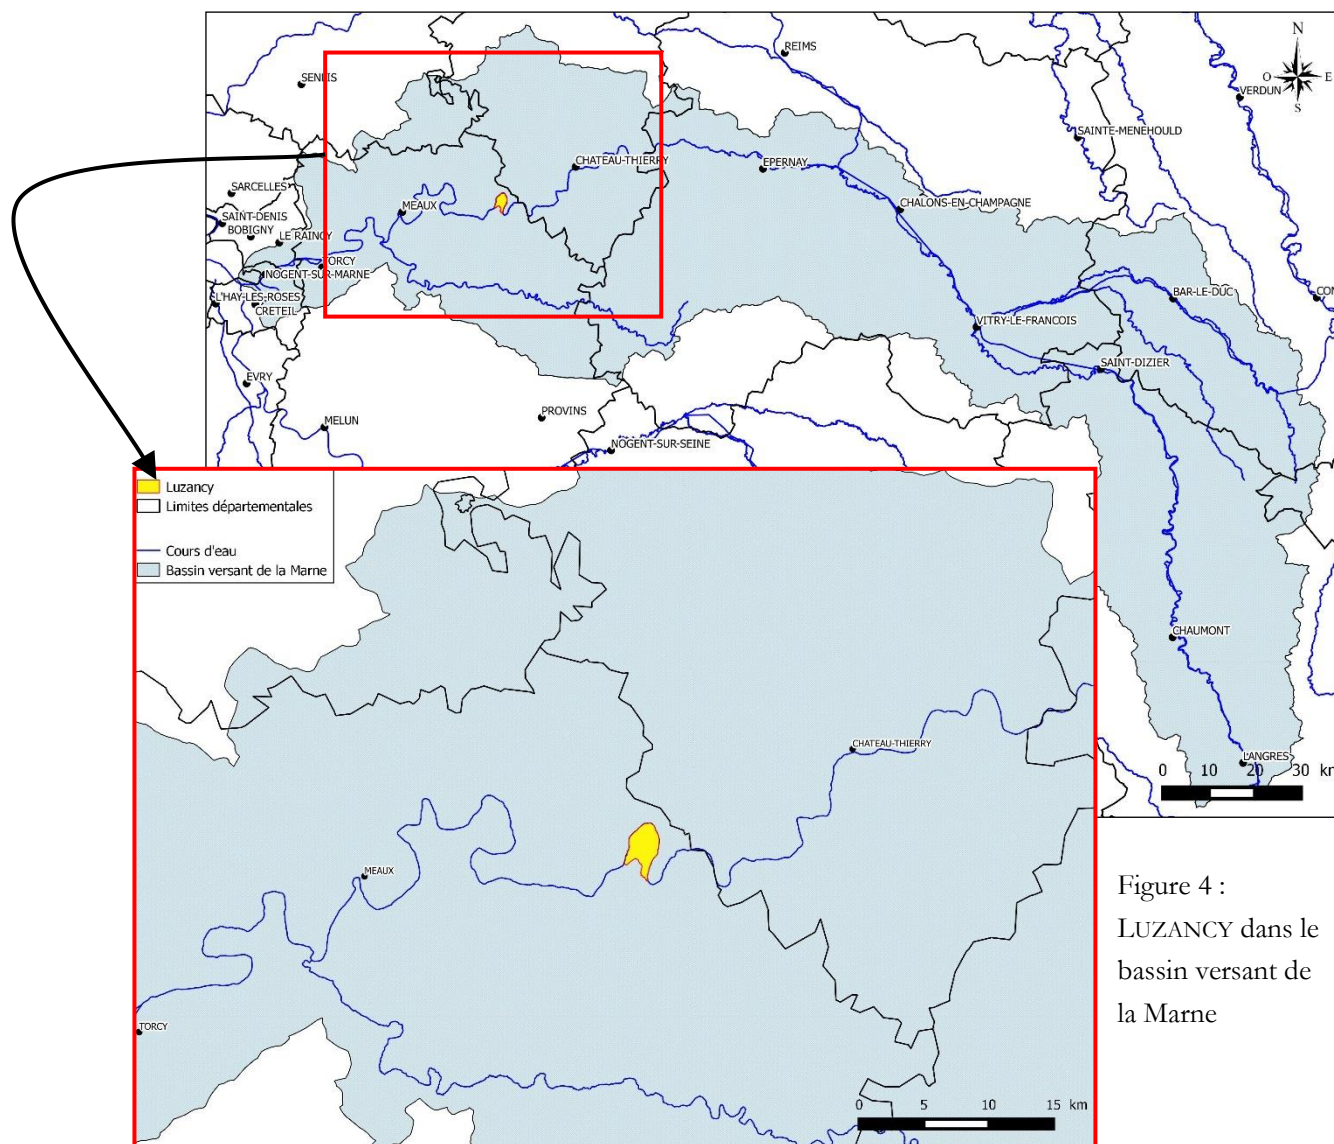 REIMS
N
SENLIS
O
E
S
VERDUN
SAINTE-MENEHOULD
CHATEAU-THIERRY
EPERNAY
SARCELLES
MEAUX
CHALONS-EN-CHAMPAGNE
SAINT-DENIS
BOBIGNY
LE RAINCY
TORCY
NOGENT-SUR-MARNE
L'HAY-LES-ROSES
CRETEIL
BAR-LE-DUC
COM
VITRY-LE-FRANCOIS
SAINT-DIZIER
EVRY
PROVINS
MELUN
NOGENT-SUR-SEINE
CHAUMONT
LANGRES
0 10 20 30 km
Luzancy
Limites départementales
Cours d'eau
Bassin versant de la Marne
CHATEAU-THIERRY
MEAUX
TORCY
0 5 10 15 km
Figure 4 :
LUZANCY dans le
bassin versant de
la Marne